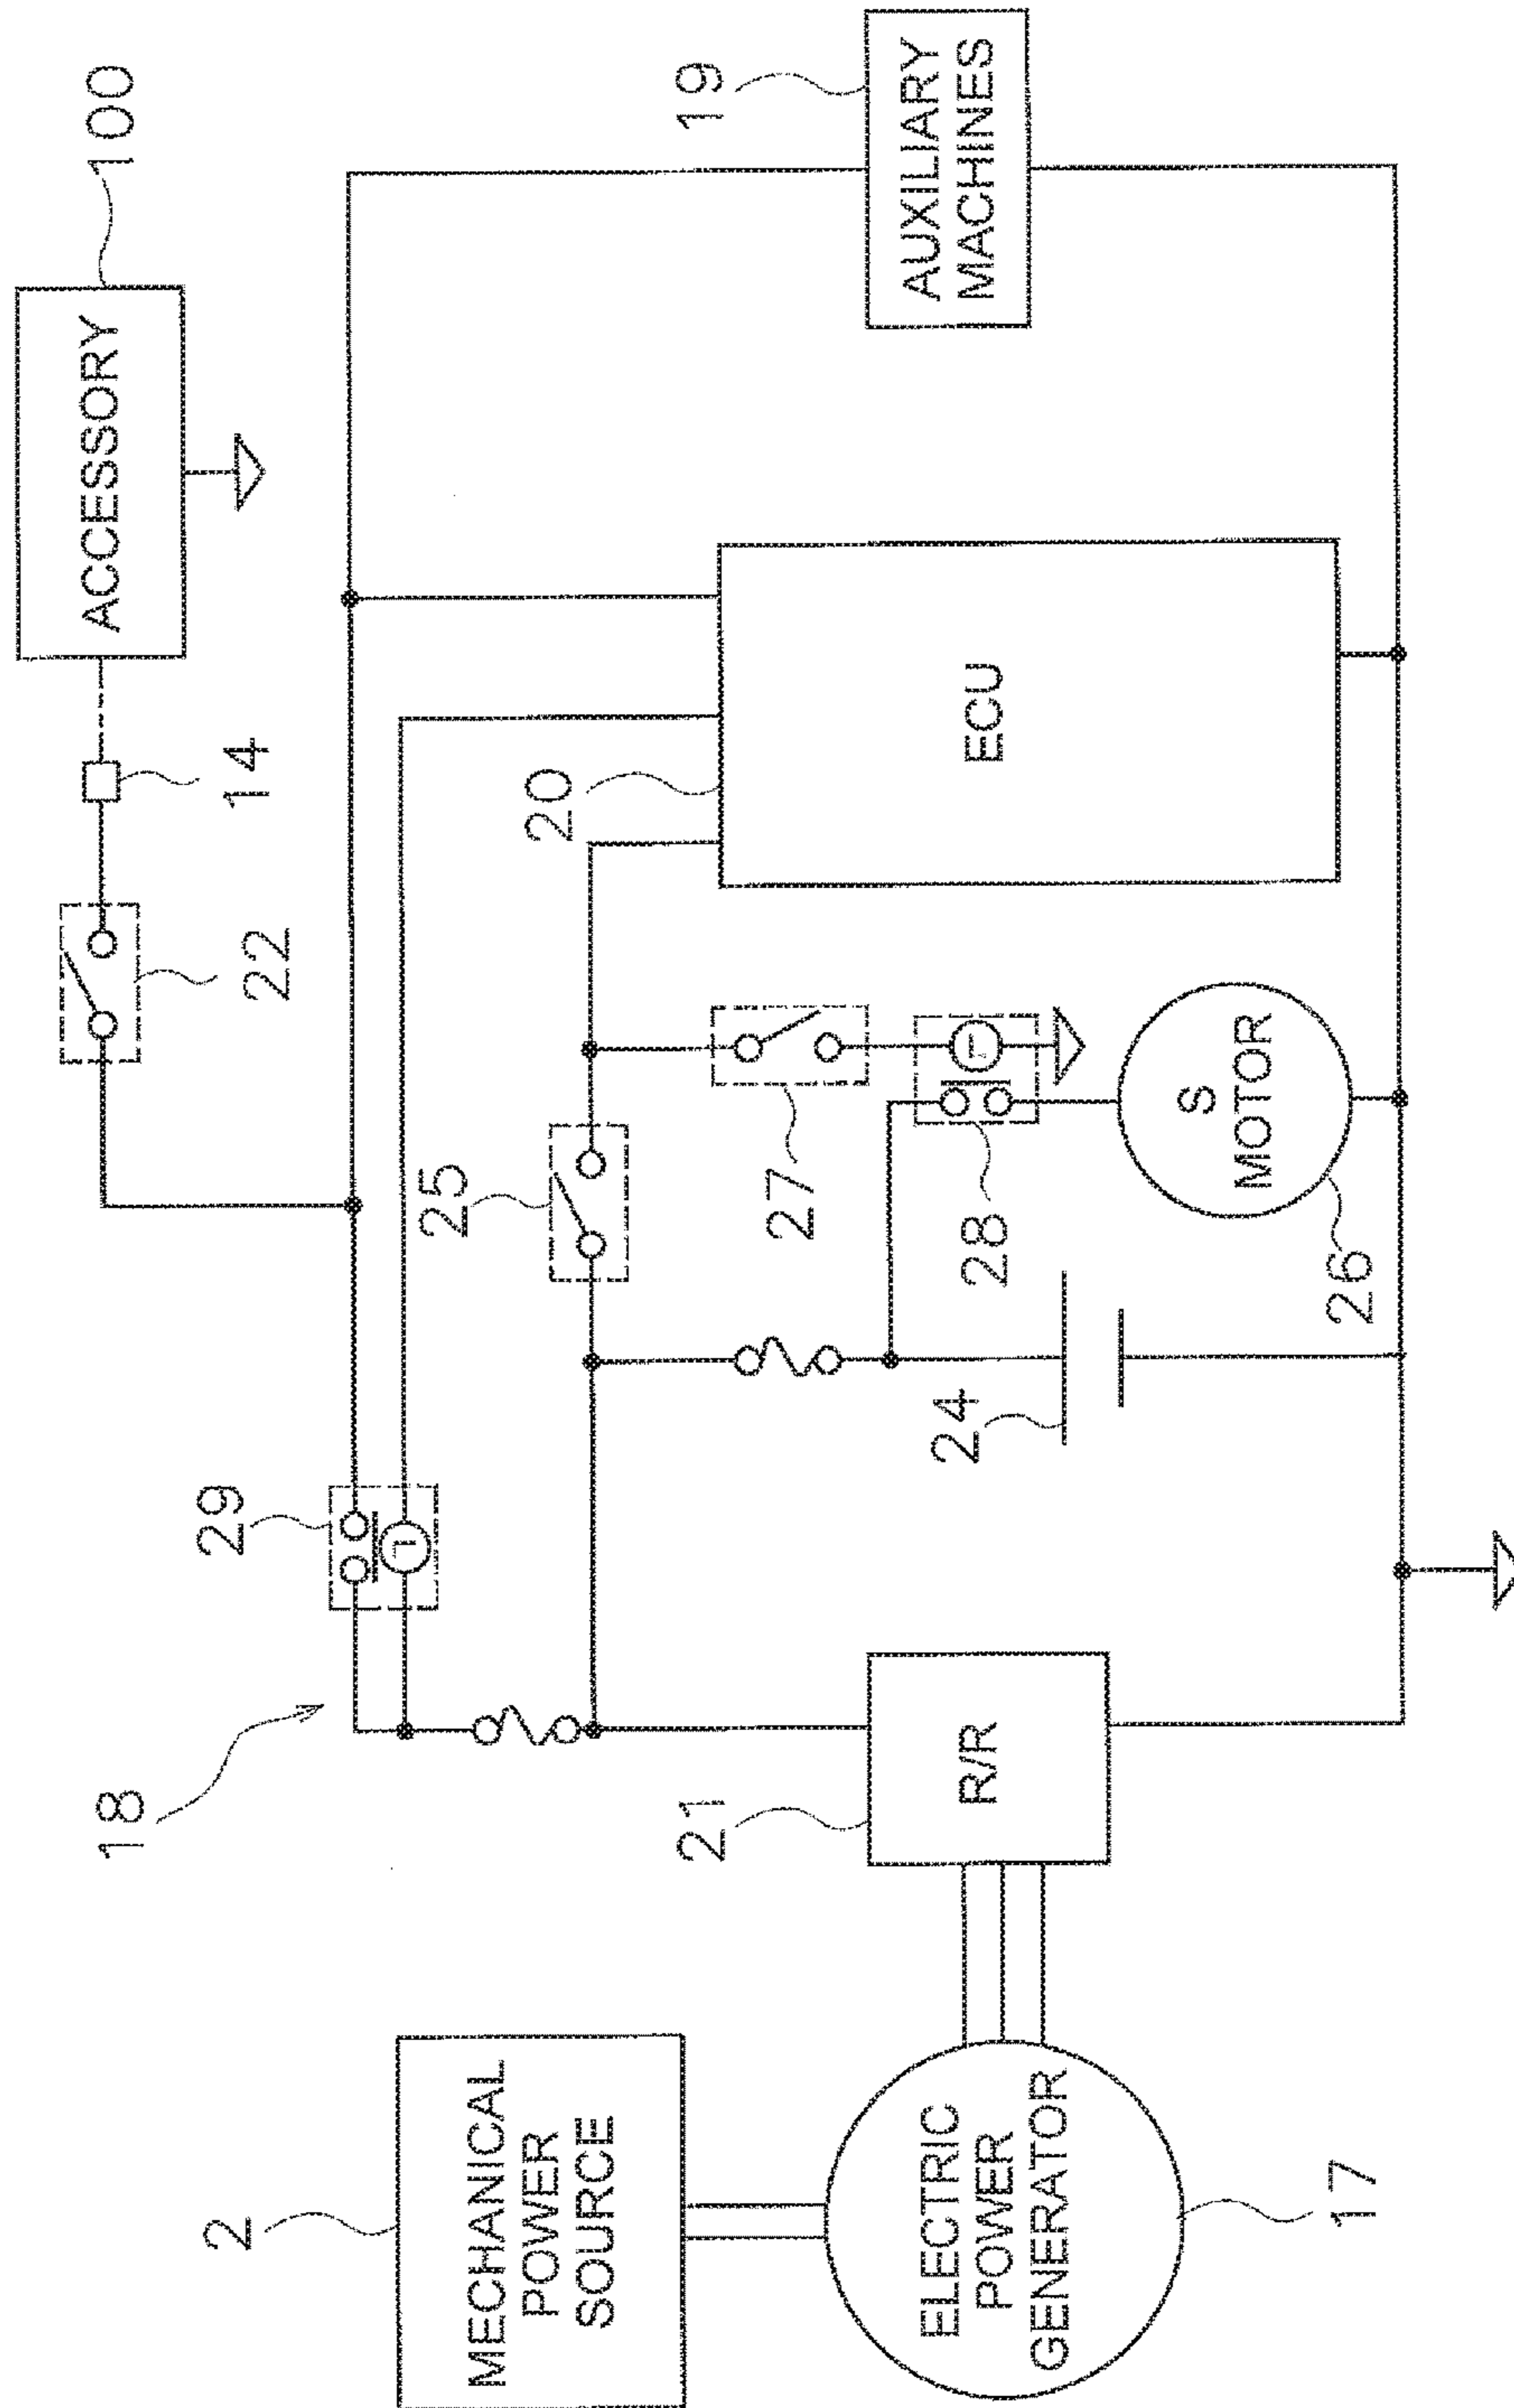 ACCESSORY
100
14
22
29
18
2
MECHANICAL
POWER
SOURCE
AUXILIARY
MACHINES
19
ECU
20
25
27
28
S
MOTOR
26
24
R/R
21
ELECTRIC
POWER
GENERATOR
17